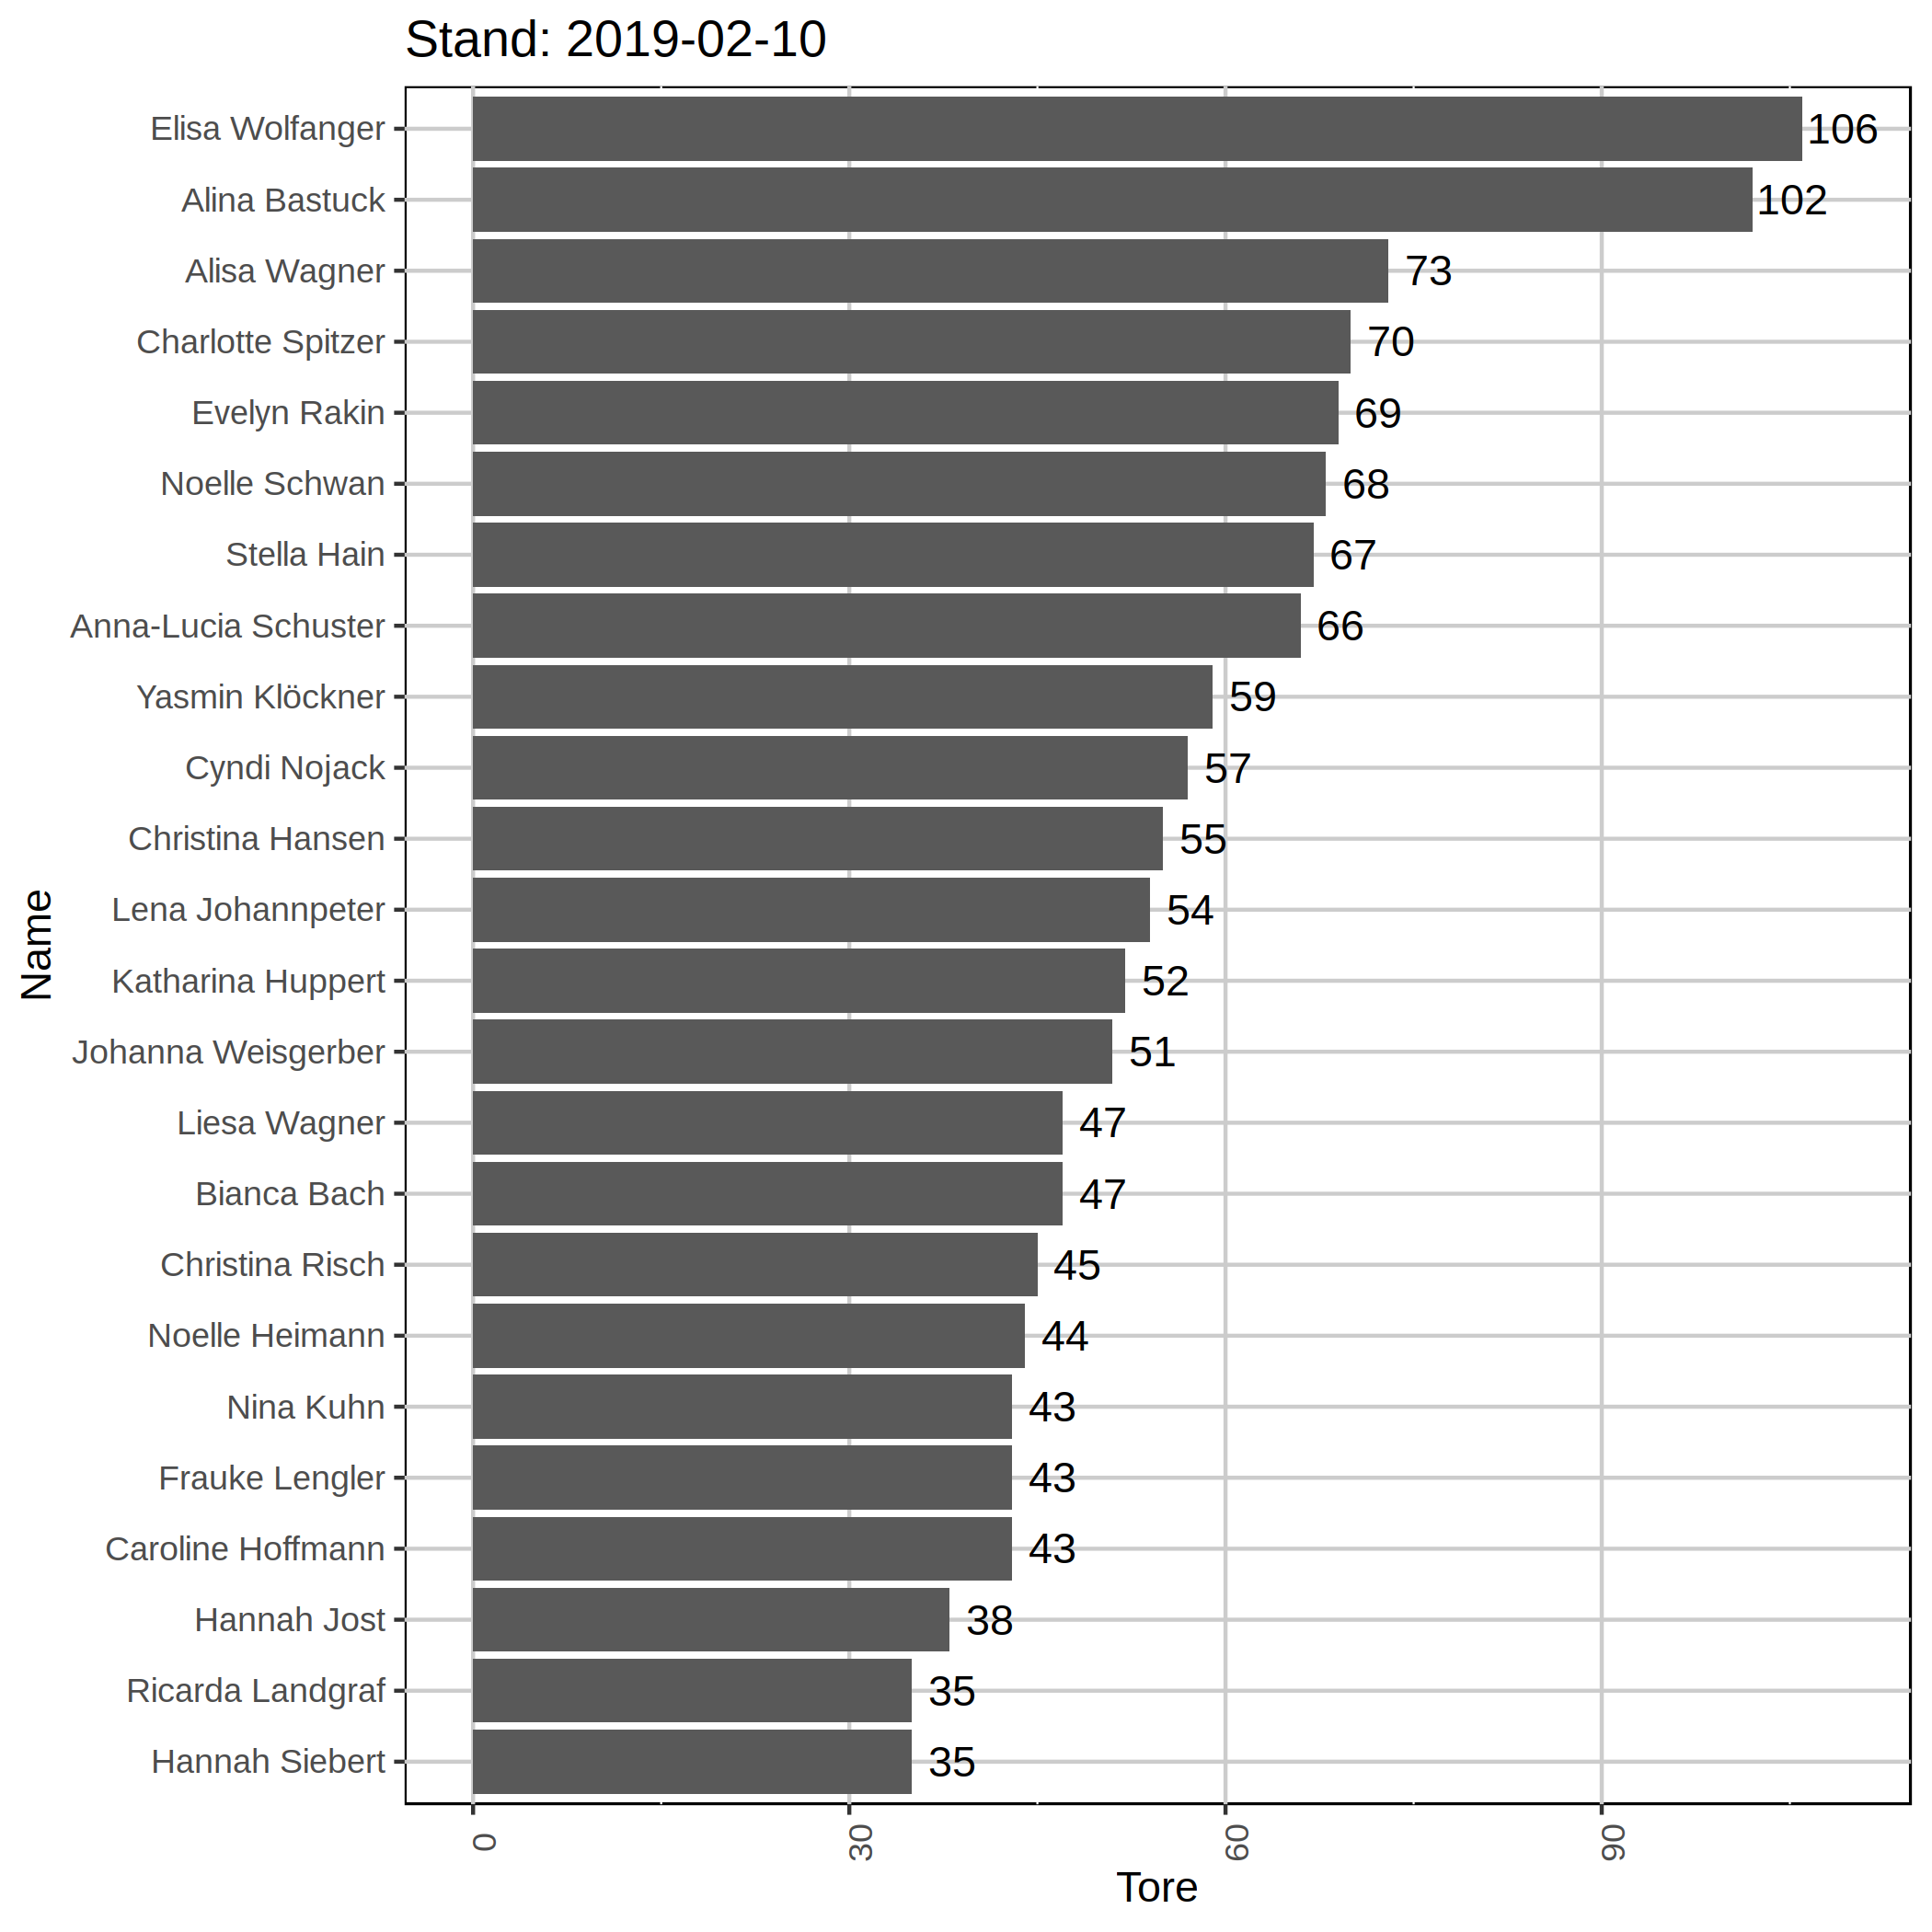 Stand: 2019-02-10
Elisa Wolfanger 106
Alina Bastuck 102
Alisa Wagner 73
Charlotte Spitzer 70
Evelyn Rakin 69
Noelle Schwan 68
Stella Hain 67
Anna-Lucia Schuster 66
Yasmin Klöckner 59
Cyndi Nojack 57
Christina Hansen 55
Lena Johannpeter 54
Katharina Huppert 52
Johanna Weisgerber 51
Liesa Wagner 47
Bianca Bach 47
Christina Risch 45
Noelle Heimann 44
Nina Kuhn 43
Frauke Lengler 43
Caroline Hoffmann 43
Hannah Jost 38
Ricarda Landgraf 35
Hannah Siebert 35
Name
0 30 60 90
Tore